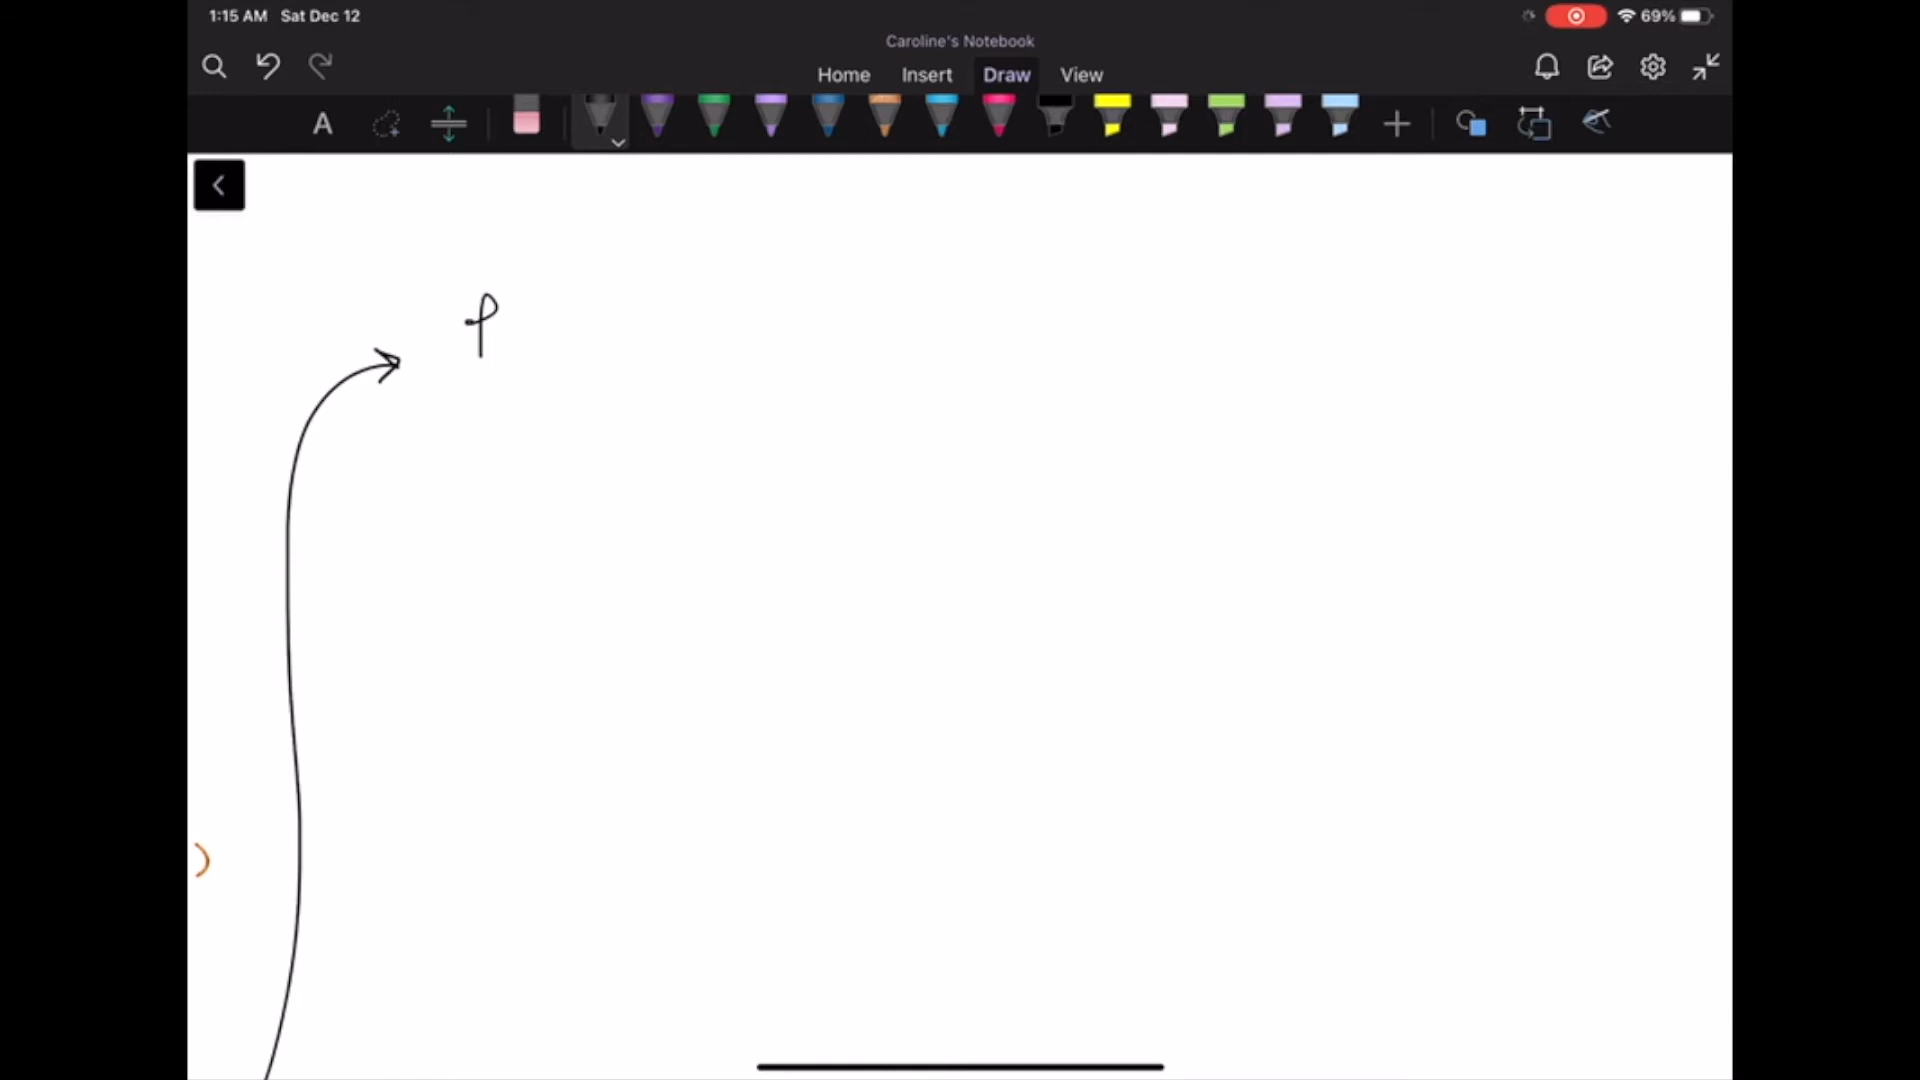 1:15 AM Sat Dec 12
69%
Caroline's Notebook
Home Insert Draw View
A
P
)